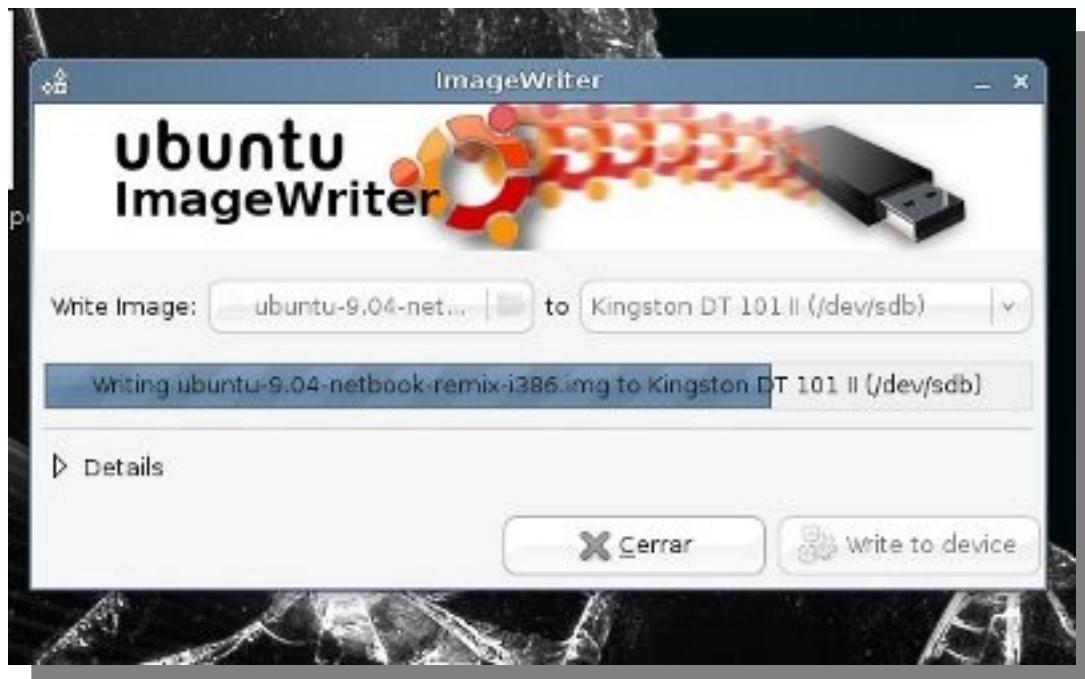 ImageWriter
ubuntu
ImageWriter
Write Image: ubuntu-9.04-net... to Kingston DT 101 II (/dev/sdb)
Writing ubuntu-9.04-netbook-remix-i386.img to Kingston DT 101 II (/dev/sdb)
Details
Cerrar Write to device